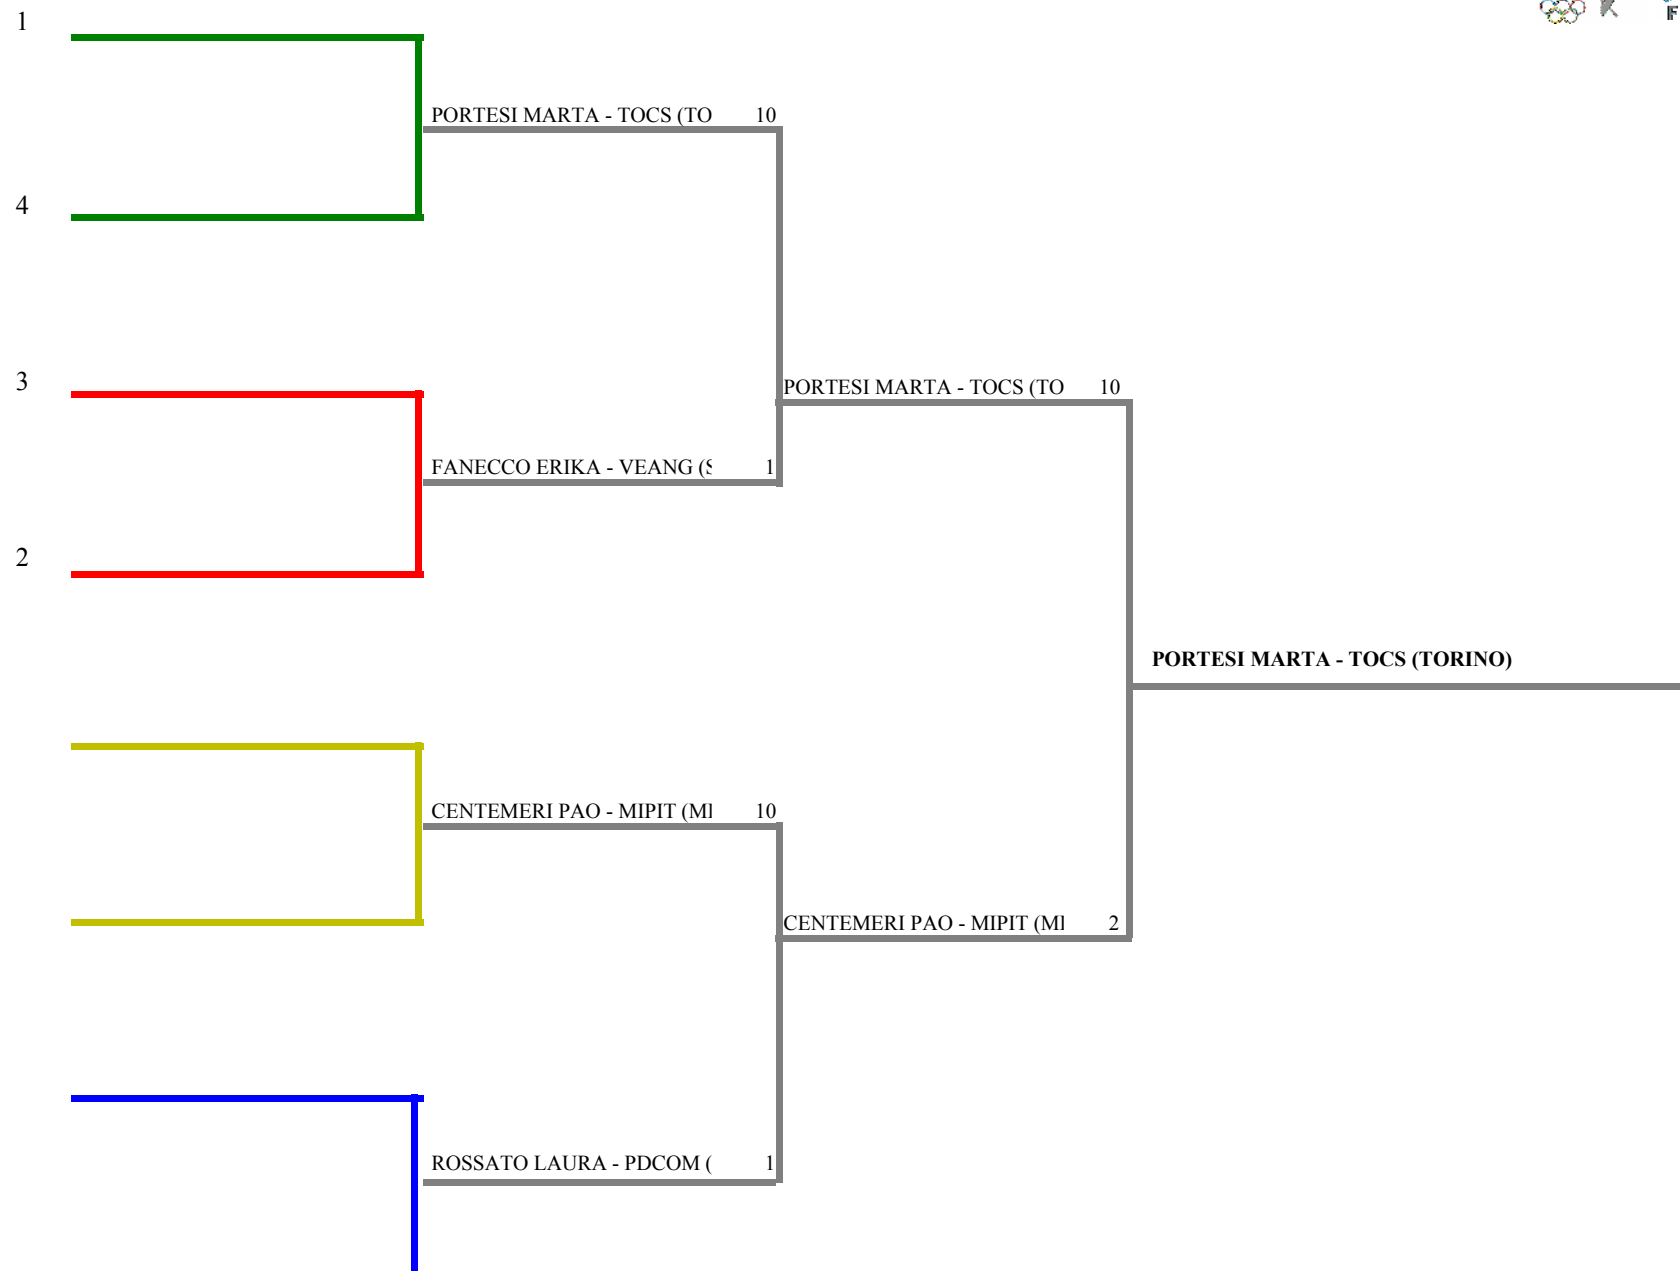 1
PORTESI MARTA - TOCS (TO 10
4
3
PORTESI MARTA - TOCS (TO 10
FANECCO ERIKA - VEANG (S 1
2
PORTESI MARTA - TOCS (TORINO)
CENTEMERI PAO - MIPIT (MI 10
CENTEMERI PAO - MIPIT (MI 2
ROSSATO LAURA - PDCOM ( 1